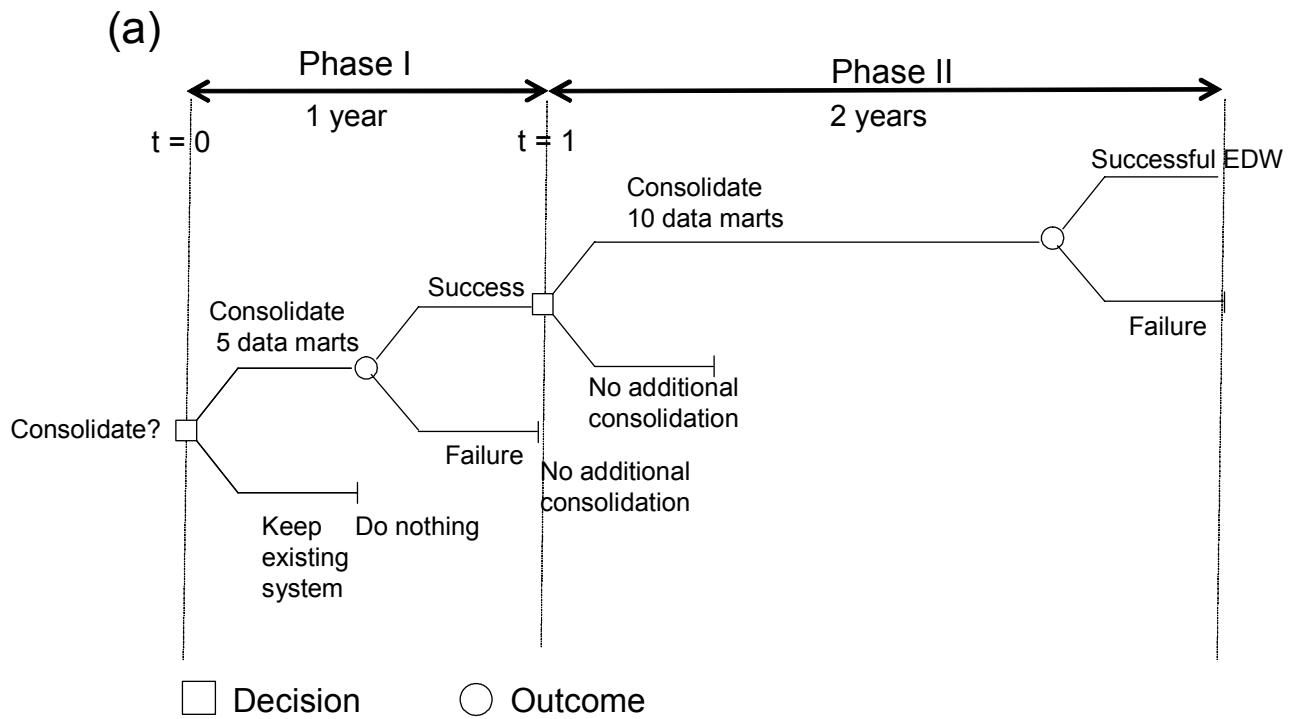 (a)
Phase I
Phase II
1 year
2 years
t = 0
t = 1
Successful EDW
Consolidate
10 data marts
Success
Consolidate
5 data marts
Failure
No additional
consolidation
Consolidate?
Failure
No additional
consolidation
Keep
existing
system
Do nothing
Decision
Outcome